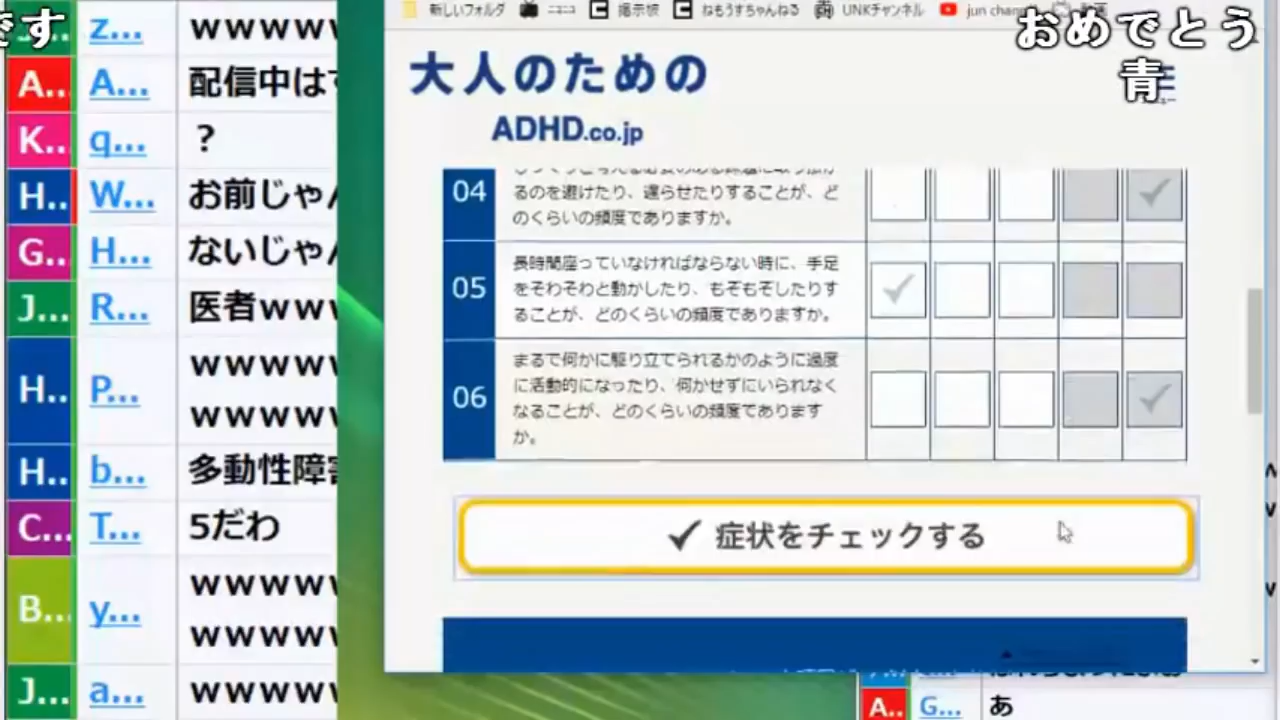 です
z...
wwwww
A...
A...
配信中は
K...
q...
?
H..
W...
お前じゃ
G...
H...
ないじゃ
J...
R...
医者www
H..
P...
wwwww
wwwww
H..
b...
多動性障害
C...
T...
5だわ
B...
y...
wwwww
wwwww
J...
a...
wwwww
新しいフォルダ
ニコニコ
掲示板
ねもうすちゃんねる
UNKチャンネル
jun chan
おめでとう
青
大人のための
ADHD.co.jp
04
るのを避けたり、遅らせたりすることが、ど
のくらいの頻度でありますか。
05
長時間座っていなければならない時に、手足
をそわそわと動かしたり、もぞもぞしたりす
ることが、どのくらいの頻度でありますか。
06
まるで何かに駆り立てられるかのように過度
に活動的になったり、何かせずにいられなく
なることが、どのくらいの頻度であります
か。
症状をチェックする
A..
G...
あ